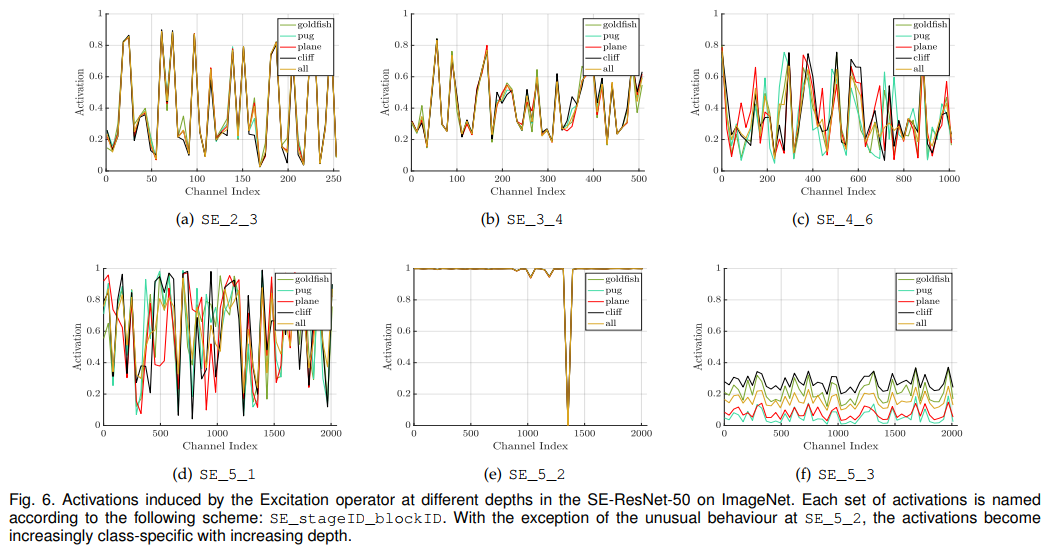 goldfish
pug
plane
cliff
all
1
0.8
0.6
0.4
0.2
0
Activation
0 50 100 150 200 250
Channel Index
(a) SE_2_3
goldfish
pug
plane
cliff
all
1
0.8
0.6
0.4
0.2
0
Activation
0 100 200 300 400 500
Channel Index
(b) SE_3_4
goldfish
pug
plane
cliff
all
1
0.8
0.6
0.4
0.2
0
Activation
0 200 400 600 800 1000
Channel Index
(c) SE_4_6
goldfish
pug
plane
cliff
all
1
0.8
0.6
0.4
0.2
0
Activation
0 500 1000 1500 2000
Channel Index
(d) SE_5_1
goldfish
pug
plane
cliff
all
1
0.8
0.6
0.4
0.2
0
Activation
0 500 1000 1500 2000
Channel Index
(e) SE_5_2
goldfish
pug
plane
cliff
all
1
0.8
0.6
0.4
0.2
0
Activation
0 500 1000 1500 2000
Channel Index
(f) SE_5_3
Fig. 6. Activations induced by the Excitation operator at different depths in the SE-ResNet-50 on ImageNet. Each set of activations is named
according to the following scheme: SE_stageID_blockID. With the exception of the unusual behaviour at SE_5_2, the activations become
increasingly class-specific with increasing depth.